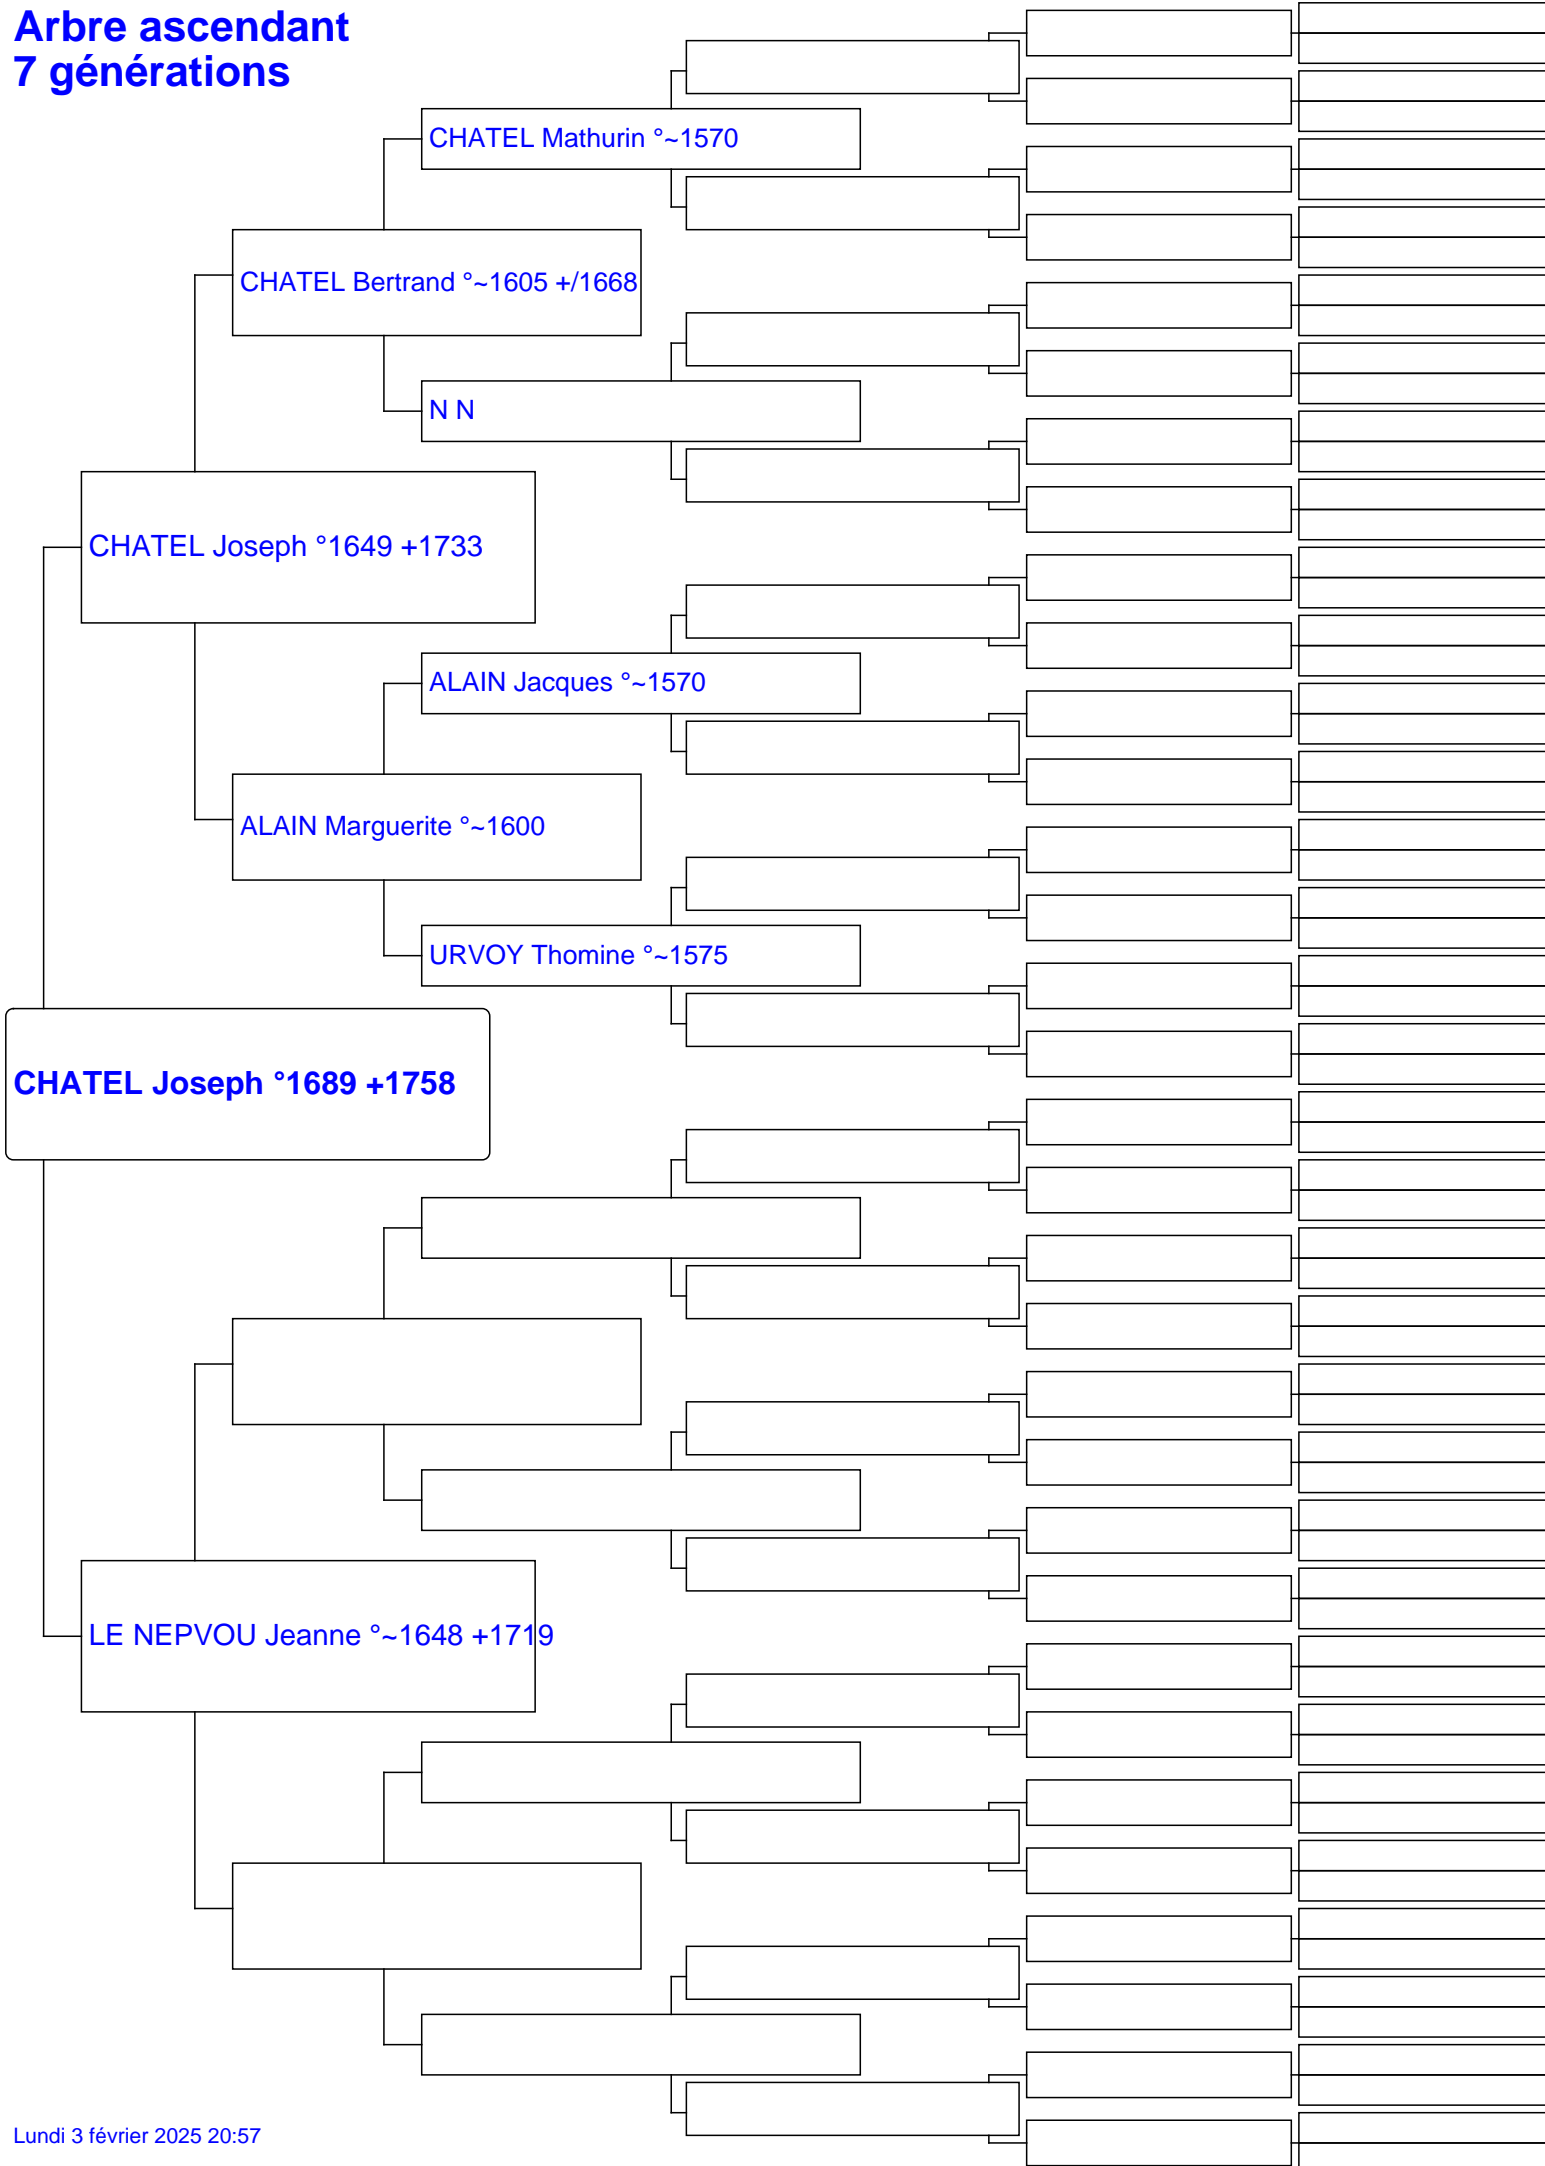 Arbre ascendant
7 générations
CHATEL Mathurin °~1570
CHATEL Bertrand °~1605 +/1668
N N
CHATEL Joseph °1649 +1733
ALAIN Jacques °~1570
ALAIN Marguerite °~1600
URVOY Thomine °~1575
CHATEL Joseph °1689 +1758
LE NEPVOU Jeanne °~1648 +1719
Lundi 3 février 2025 20:57